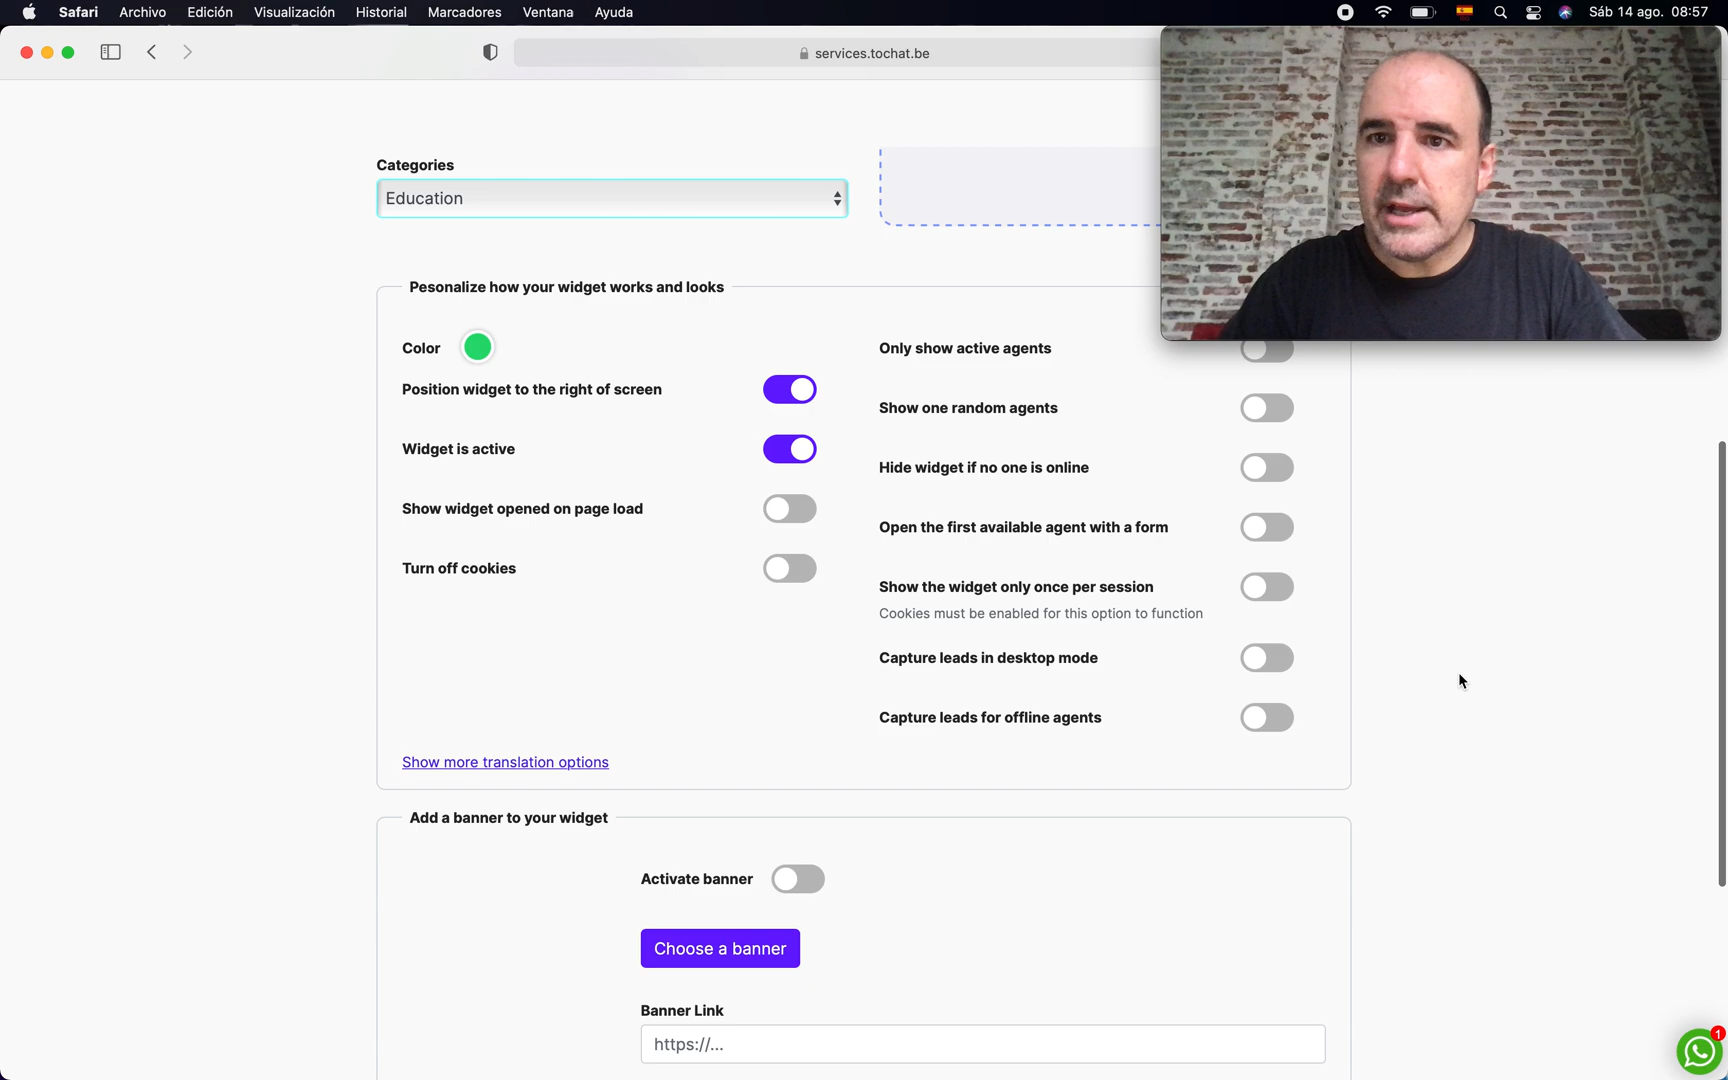 Safari Archivo Edición Visualización Historial Marcadores Ventana Ayuda Sáb 14 ago. 08:57
services.tochat.be
Categories
Education
Pesonalize how your widget works and looks
Color
Only show active agents
Position widget to the right of screen
Show one random agents
Widget is active
Hide widget if no one is online
Show widget opened on page load
Open the first available agent with a form
Turn off cookies
Show the widget only once per session
Cookies must be enabled for this option to function
Capture leads in desktop mode
Capture leads for offline agents
Show more translation options
Add a banner to your widget
Activate banner
Choose a banner
Banner Link
https://...
1